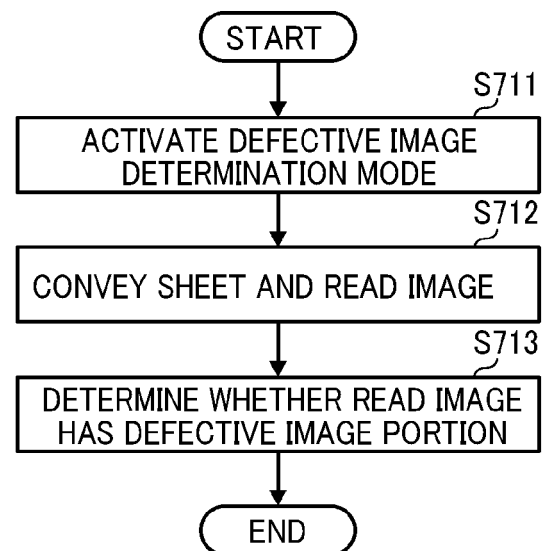 START
S711
ACTIVATE DEFECTIVE IMAGE
DETERMINATION MODE
S712
CONVEY SHEET AND READ IMAGE
S713
DETERMINE WHETHER READ IMAGE
HAS DEFECTIVE IMAGE PORTION
END